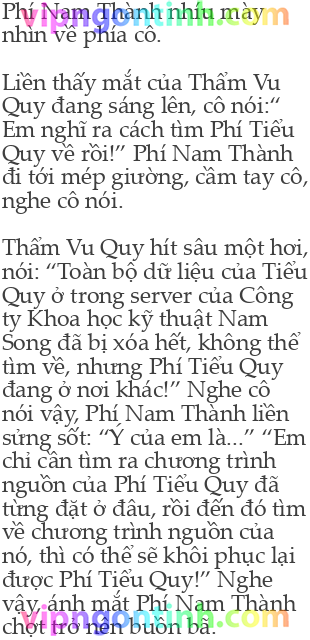 Phí Nam Thành nhíu mày
vipngontinh.com
nhìn về phía cô.
Liền thấy mắt của Thẩm Vu
Quy đang sáng lên, cô nói:“
Em nghĩ ra cách tìm Phí Tiểu
Quy về rồi!” Phí Nam Thành
đi tới mép giường, cầm tay cô,
nghe cô nói.
Thẩm Vu Quy hít sâu một hơi,
nói: “Toàn bộ dữ liệu của Tiểu
Quy ở trong server của Công
ty Khoa học kỹ thuật Nam
Song đã bị xóa hết, không thể
tìm về, nhưng Phí Tiểu Quy
đang ở nơi khác!” Nghe cô
nói vậy, Phí Nam Thành liền
sửng sốt: “Ý của em là...” “Em
chỉ cần tìm ra chương trình
nguồn của Phí Tiểu Quy đã
từng đặt ở đâu, rồi đến đó tìm
về chương trình nguồn của
nó, thì có thể sẽ khôi phục lại
được Phí Tiểu Quy!” Nghe
vậy, ánh mắt Phí Nam Thành
vipngontinh.com
chợt trở nên buồn bã.